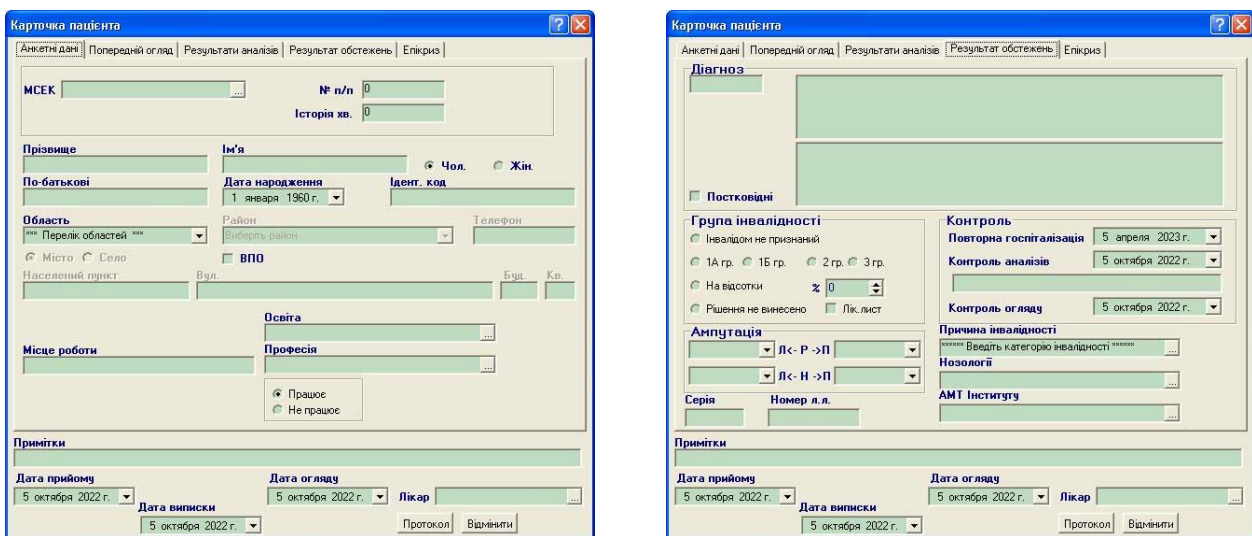 Карточка пацієнта
Анкетні дані Попередній огляд Результати аналізів Результат обстежень Епікриз
МСЕК ... № п/п 0
Історія хв. 0
Прізвище Ім'я Чол. Жін.
По-батькові Дата народження Ідент. код
1 января 1960 г.
Область Район Телефон
*** Перелік областей *** Виберіть район
Місто Село ВПО
Населений пункт Вул. Буд. Кв.
Освіта
...
Місце роботи Професія
...
Працює
Не працює
Примітки
Дата прийому Дата огляду
5 октября 2022 г. 5 октября 2022 г. Лікар ...
Дата виписки
5 октября 2022 г. Протокол Відмінити
Карточка пацієнта
Анкетні дані Попередній огляд Результати аналізів Результат обстежень Епікриз
Діагноз
Постковідні
Група інвалідності Контроль
Інвалідом не признаний Повторна госпіталізація 5 апреля 2023 г.
1А гр. 1Б гр. 2 гр. 3 гр. Контроль аналізів 5 октября 2022 г.
На відсотки % 0
Рішення не винесено Лік.лист Контроль огляду 5 октября 2022 г.
Ампутація Причина інвалідності
Л<- Р ->П ****** Введіть категорію інвалідності ****** ...
Нозології
Л<- Н ->П ...
Серія Номер л.л. АМТ Інституту
...
Примітки
Дата прийому Дата огляду
5 октября 2022 г. 5 октября 2022 г. Лікар ...
Дата виписки
5 октября 2022 г. Протокол Відмінити